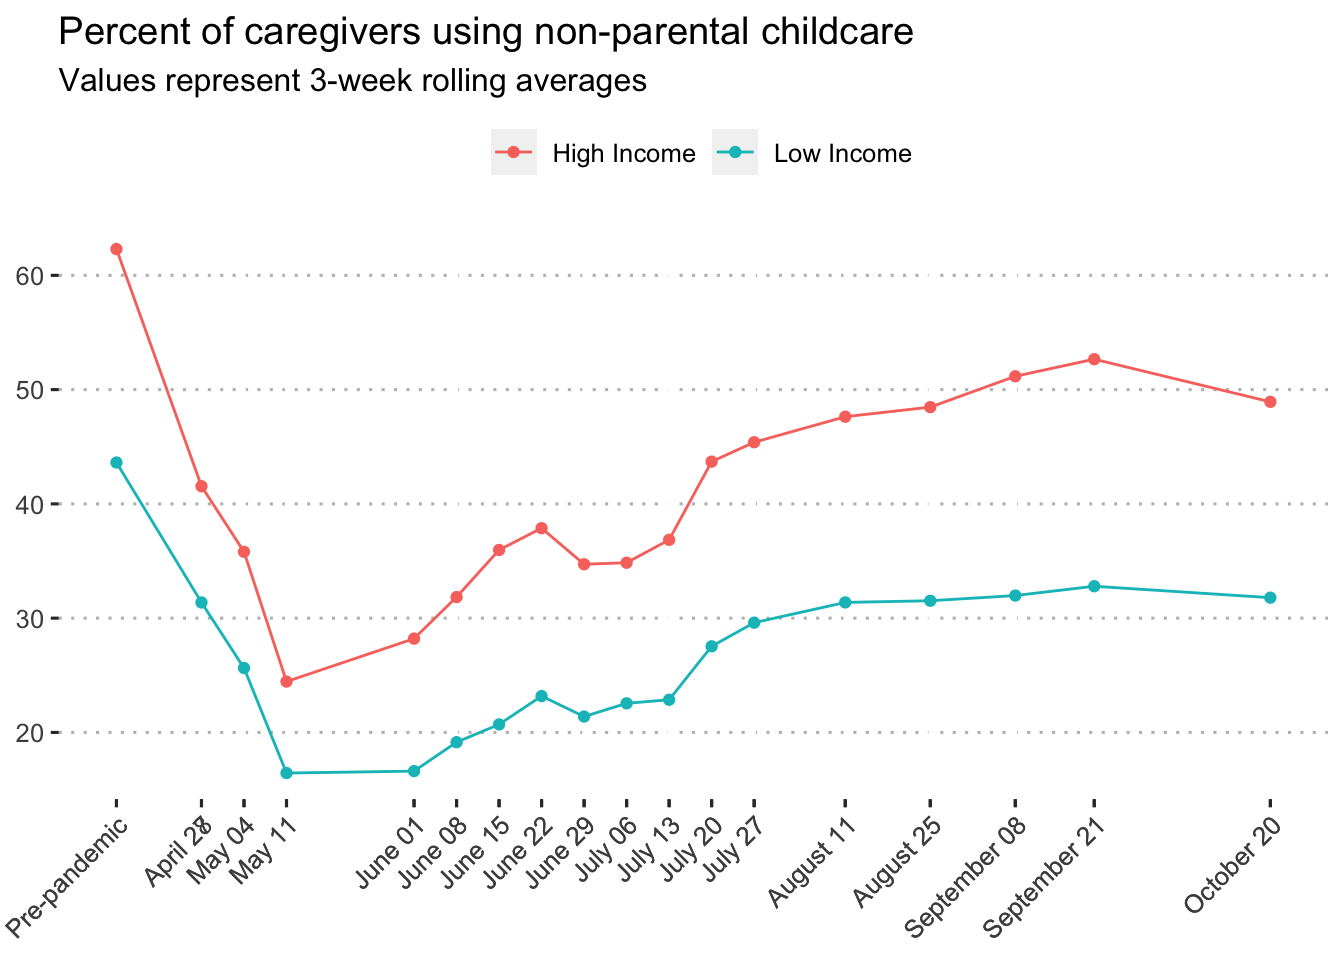 Percent of caregivers using non-parental childcare
Values represent 3-week rolling averages
High Income
Low Income
60
50
40
30
20
Pre-pandemic
May 04
May 11
June 01
June 08
June 15
June 22
June 29
July 06
July 13
July 20
July 27
August 11
August 25
September 08
September 21
October 20